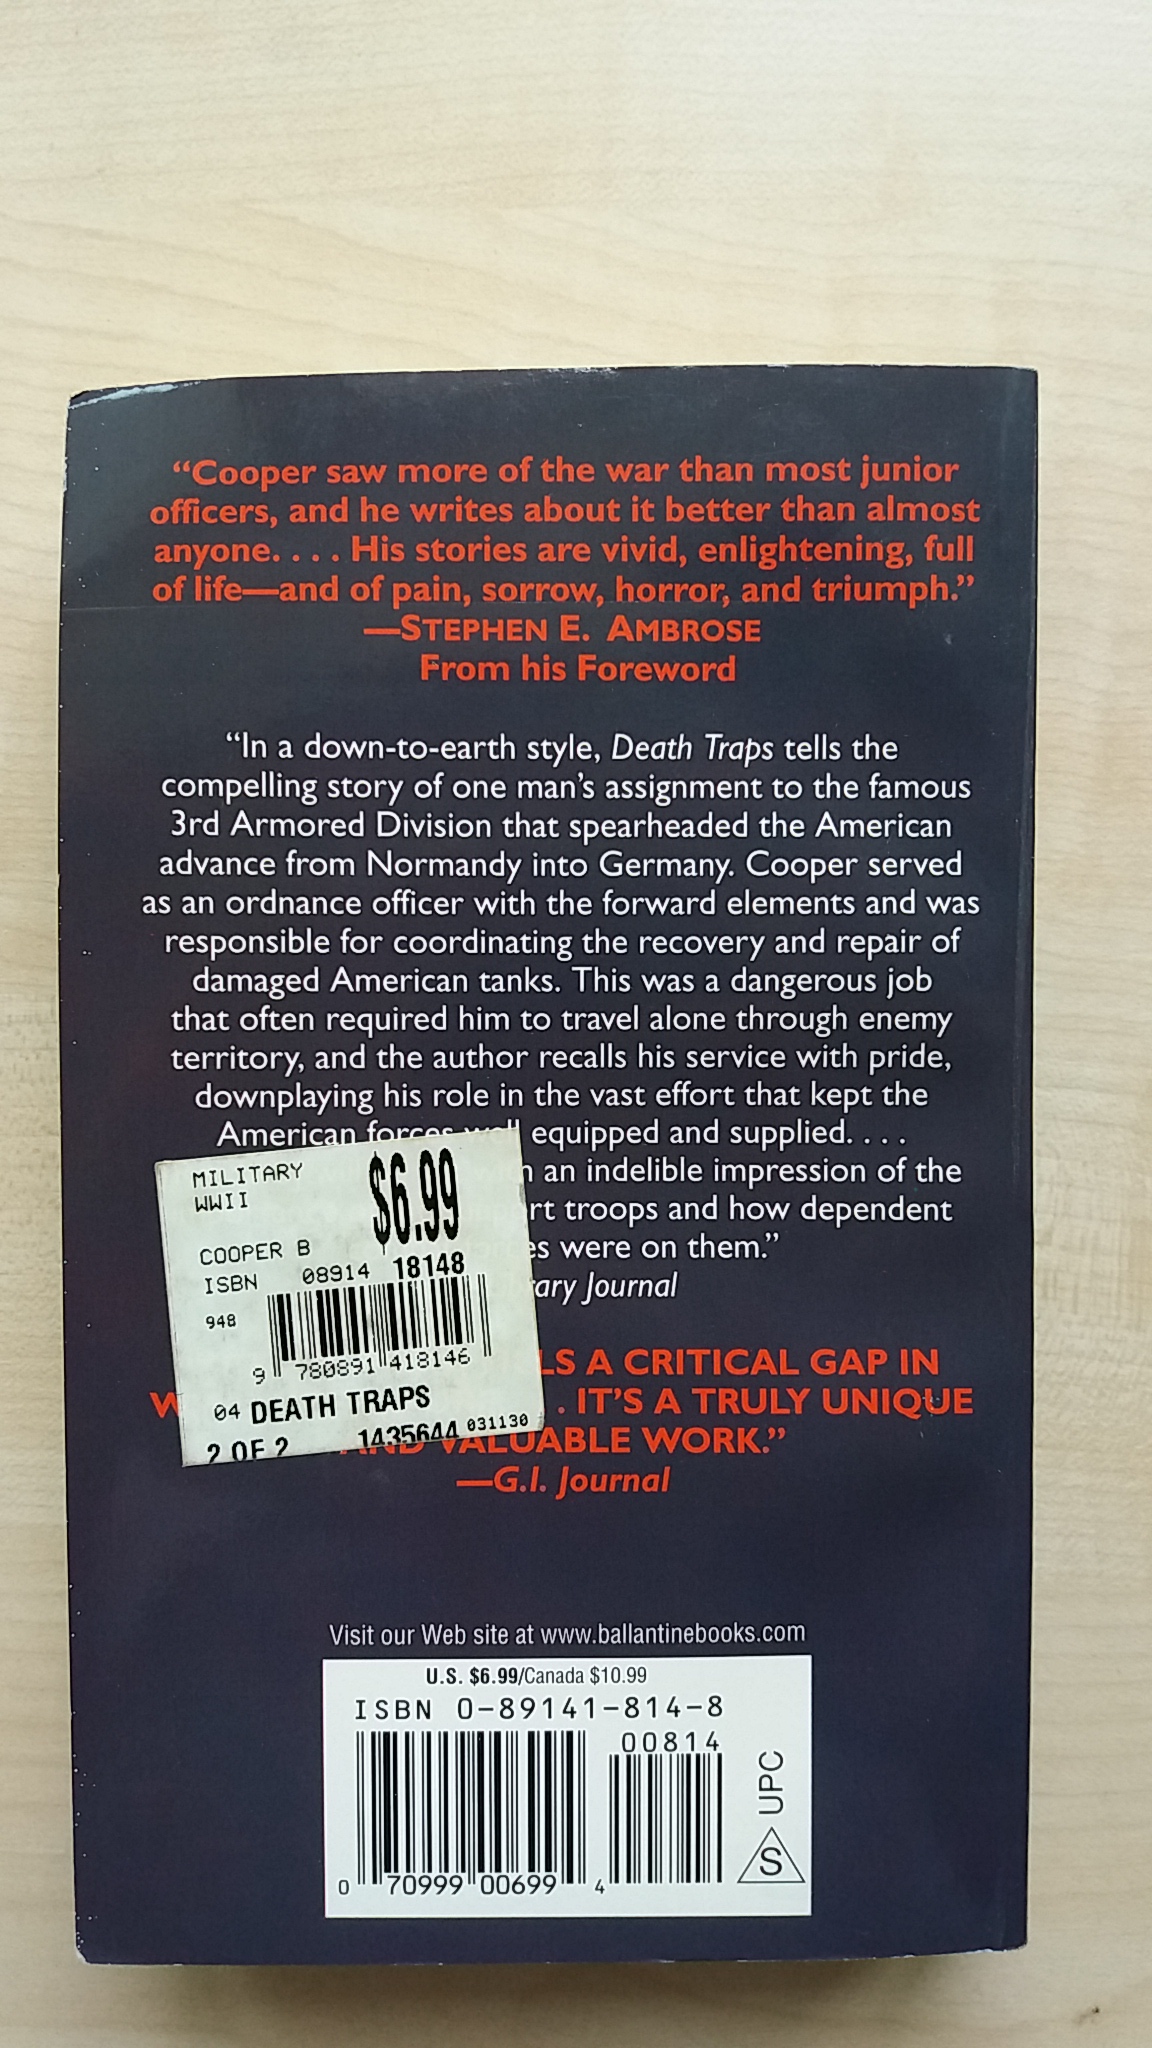 “Cooper saw more of the war than most junior
officers, and he writes about it better than almost
anyone. . . . His stories are vivid, enlightening, full
of life—and of pain, sorrow, horror, and triumph.”
—STEPHEN E. AMBROSE
From his Foreword
“In a down-to-earth style, Death Traps tells the
compelling story of one man’s assignment to the famous
3rd Armored Division that spearheaded the American
advance from Normandy into Germany. Cooper served
as an ordnance officer with the forward elements and was
responsible for coordinating the recovery and repair of
damaged American tanks. This was a dangerous job
that often required him to travel alone through enemy
territory, and the author recalls his service with pride,
downplaying his role in the vast effort that kept the
American forces well equipped and supplied. . . .
an indelible impression of the
troops and how dependent
were on them.”
Journal
A CRITICAL GAP IN
. IT’S A TRULY UNIQUE
AND VALUABLE WORK.”
—G.I. Journal
MILITARY
WWII
$6.99
COOPER B
ISBN 08914 18148
948
9 780891 418146
04 DEATH TRAPS
2 OF 2 1435644 031130
Visit our Web site at www.ballantinebooks.com
U.S. $6.99/Canada $10.99
ISBN 0-89141-814-8
00814
0 70999 00699 4
S UPC